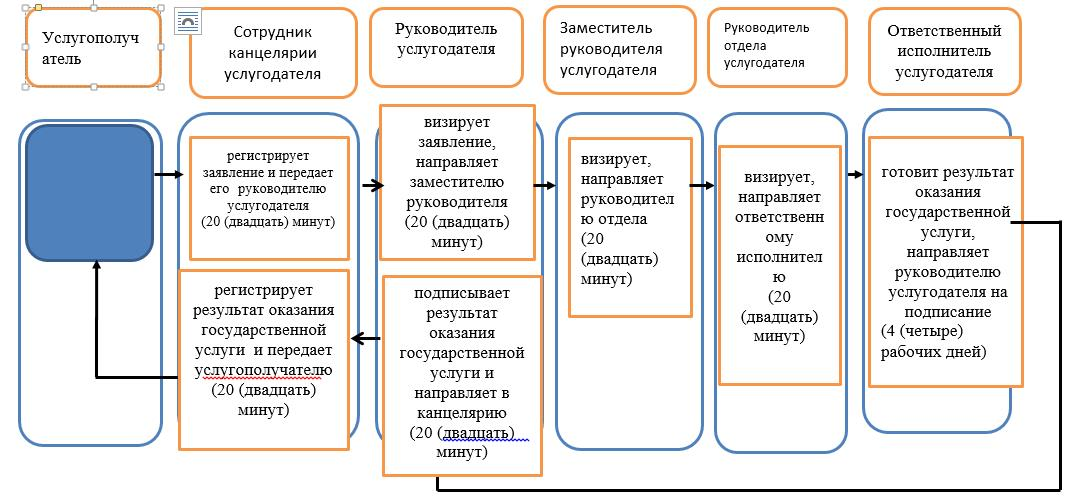 Услугополуч
атель
Сотрудник
канцелярии
услугодателя
Руководитель
услугодателя
Заместитель
руководителя
услугодателя
Руководитель
отдела
услугодателя
Ответственный
исполнитель
услугодателя
регистрирует
заявление и передает
его руководителю
услугодателя
(20 (двадцать) минут)
визирует
заявление,
направляет
заместителю
руководителя
(20 (двадцать)
минут)
визирует,
направляет
руководител
ю отдела
(20
(двадцать)
минут)
визирует,
направляет
ответственн
ому
исполнител
ю
(20
(двадцать)
минут)
готовит результат
оказания
государственной
услуги,
направляет
руководителю
услугодателя на
подписание
(4 (четыре)
рабочих дней)
регистрирует
результат оказания
государственной
услуги и передает
услугополучателю
(20 (двадцать)
минут)
подписывает
результат
оказания
государственной
услуги и
направляет в
канцелярию
(20 (двадцать)
минут)